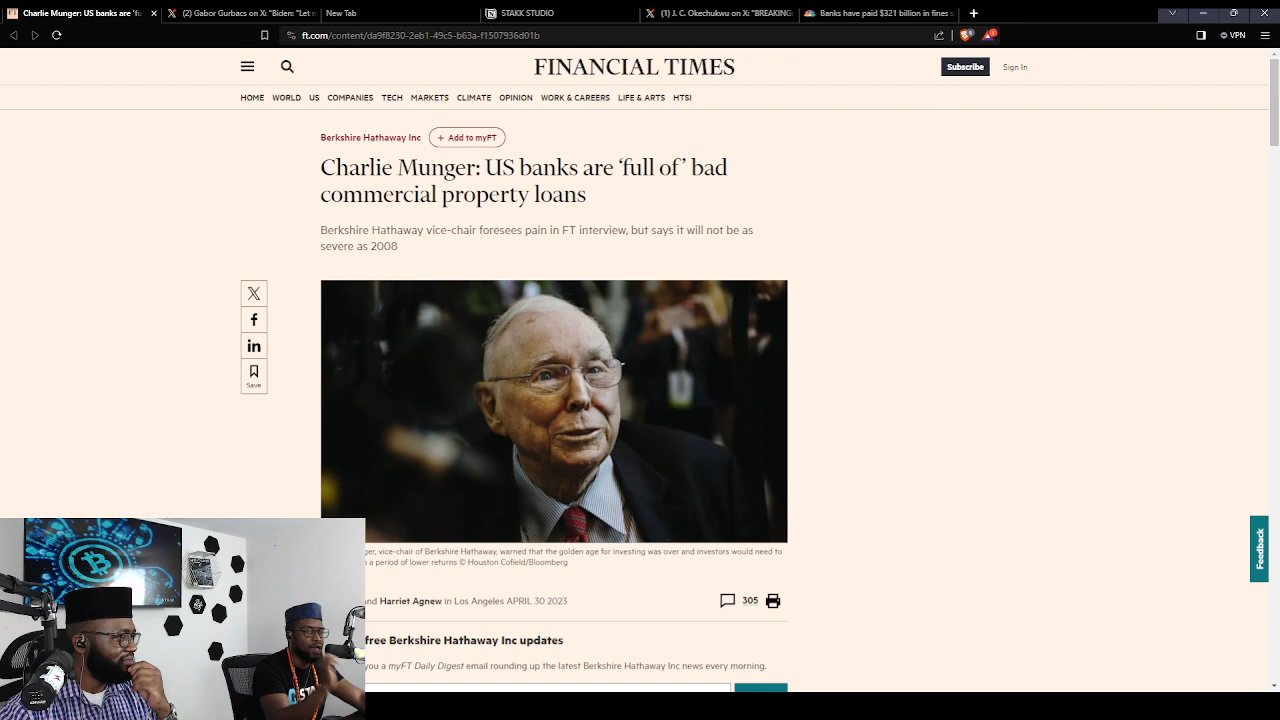 Charlie Munger: US banks are 'fu
(2) Gabor Gurbacs on X: "Biden: "Let m
New Tab
STAKK STUDIO
(1) J. C. Okechukwu on X: "BREAKING:
Banks have paid $321 billion in fines s
ft.com/content/da9f8230-2eb1-49c5-b63a-f1507936d01b
VPN
FINANCIAL TIMES
Subscribe
Sign In
HOME WORLD US COMPANIES TECH MARKETS CLIMATE OPINION WORK & CAREERS LIFE & ARTS HTSI
Berkshire Hathaway Inc
+ Add to myFT
Charlie Munger: US banks are ‘full of’ bad
commercial property loans
Berkshire Hathaway vice-chair foresees pain in FT interview, but says it will not be as
severe as 2008
Save
ger, vice-chair of Berkshire Hathaway, warned that the golden age for investing was over and investors would need to
a period of lower returns © Houston Cofield/Bloomberg
and Harriet Agnew in Los Angeles APRIL 30 2023
305
free Berkshire Hathaway Inc updates
you a myFT Daily Digest email rounding up the latest Berkshire Hathaway Inc news every morning.
Feedback